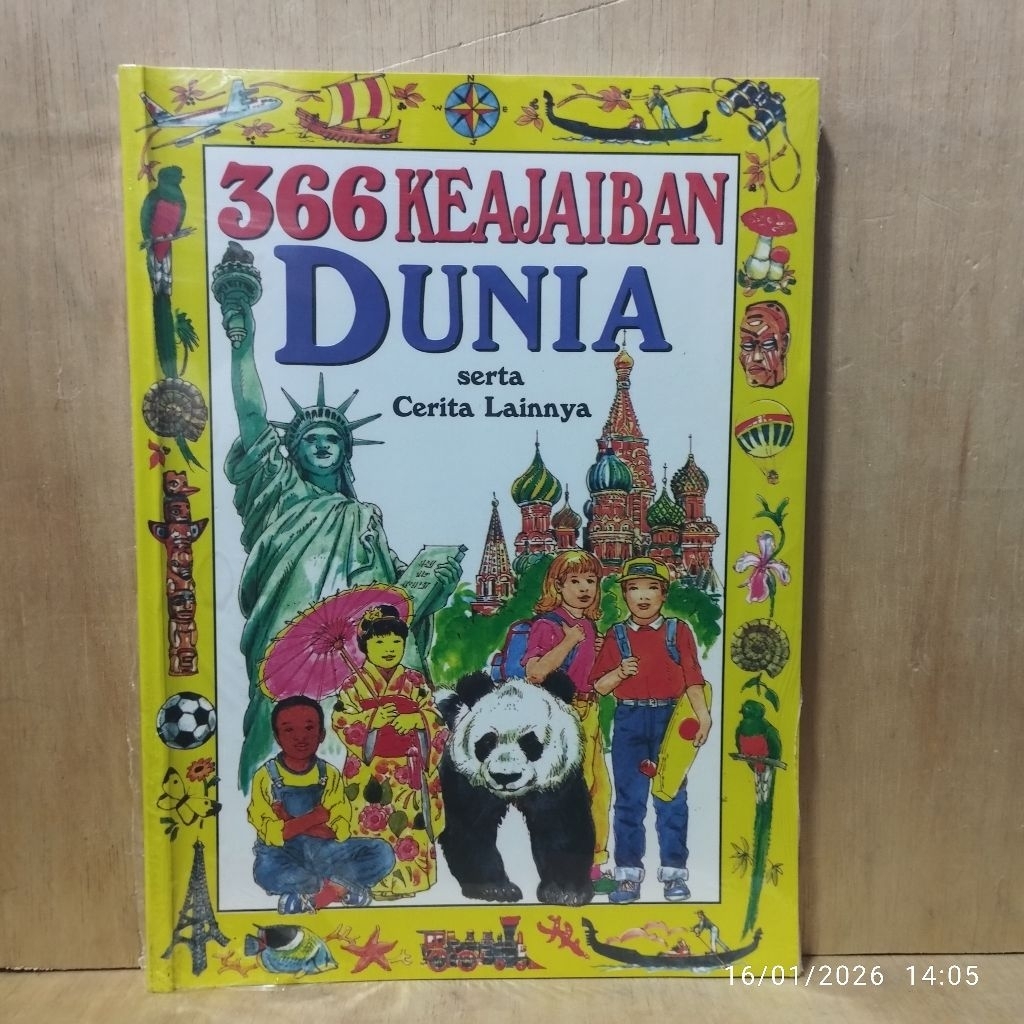 366 KEAJAIBAN
DUNIA
serta
Cerita Lainnya
16/01/2026 14:05